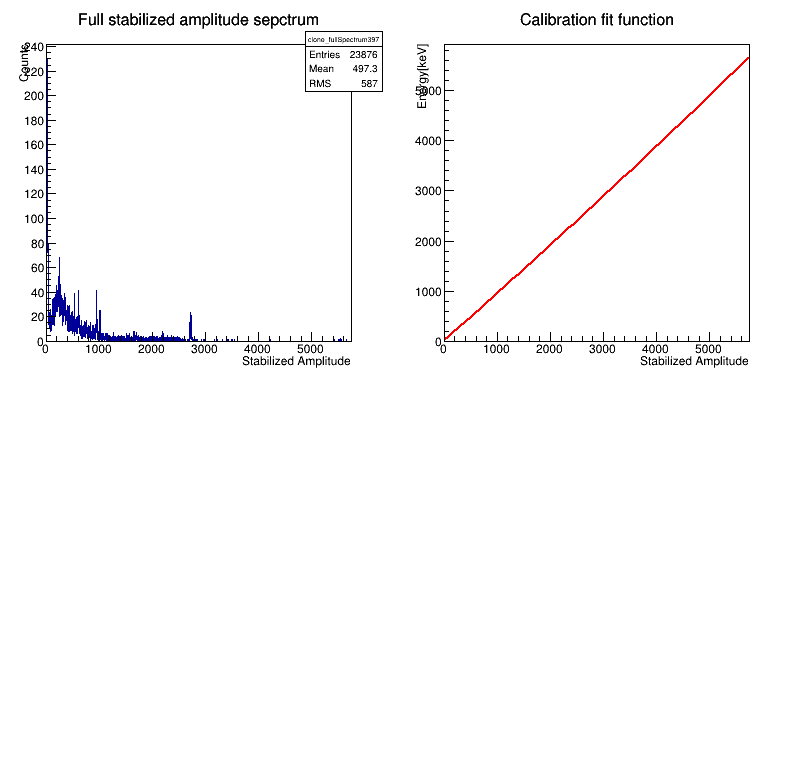 Full stabilized amplitude sepctrum
clone_fullSpectrum397
Entries 23876
Mean 497.3
RMS 587
Counts
240
220
200
180
160
140
120
100
80
60
40
20
0
0 1000 2000 3000 4000 5000
Stabilized Amplitude
Calibration fit function
Energy[keV]
5000
4000
3000
2000
1000
0
0 1000 2000 3000 4000 5000
Stabilized Amplitude